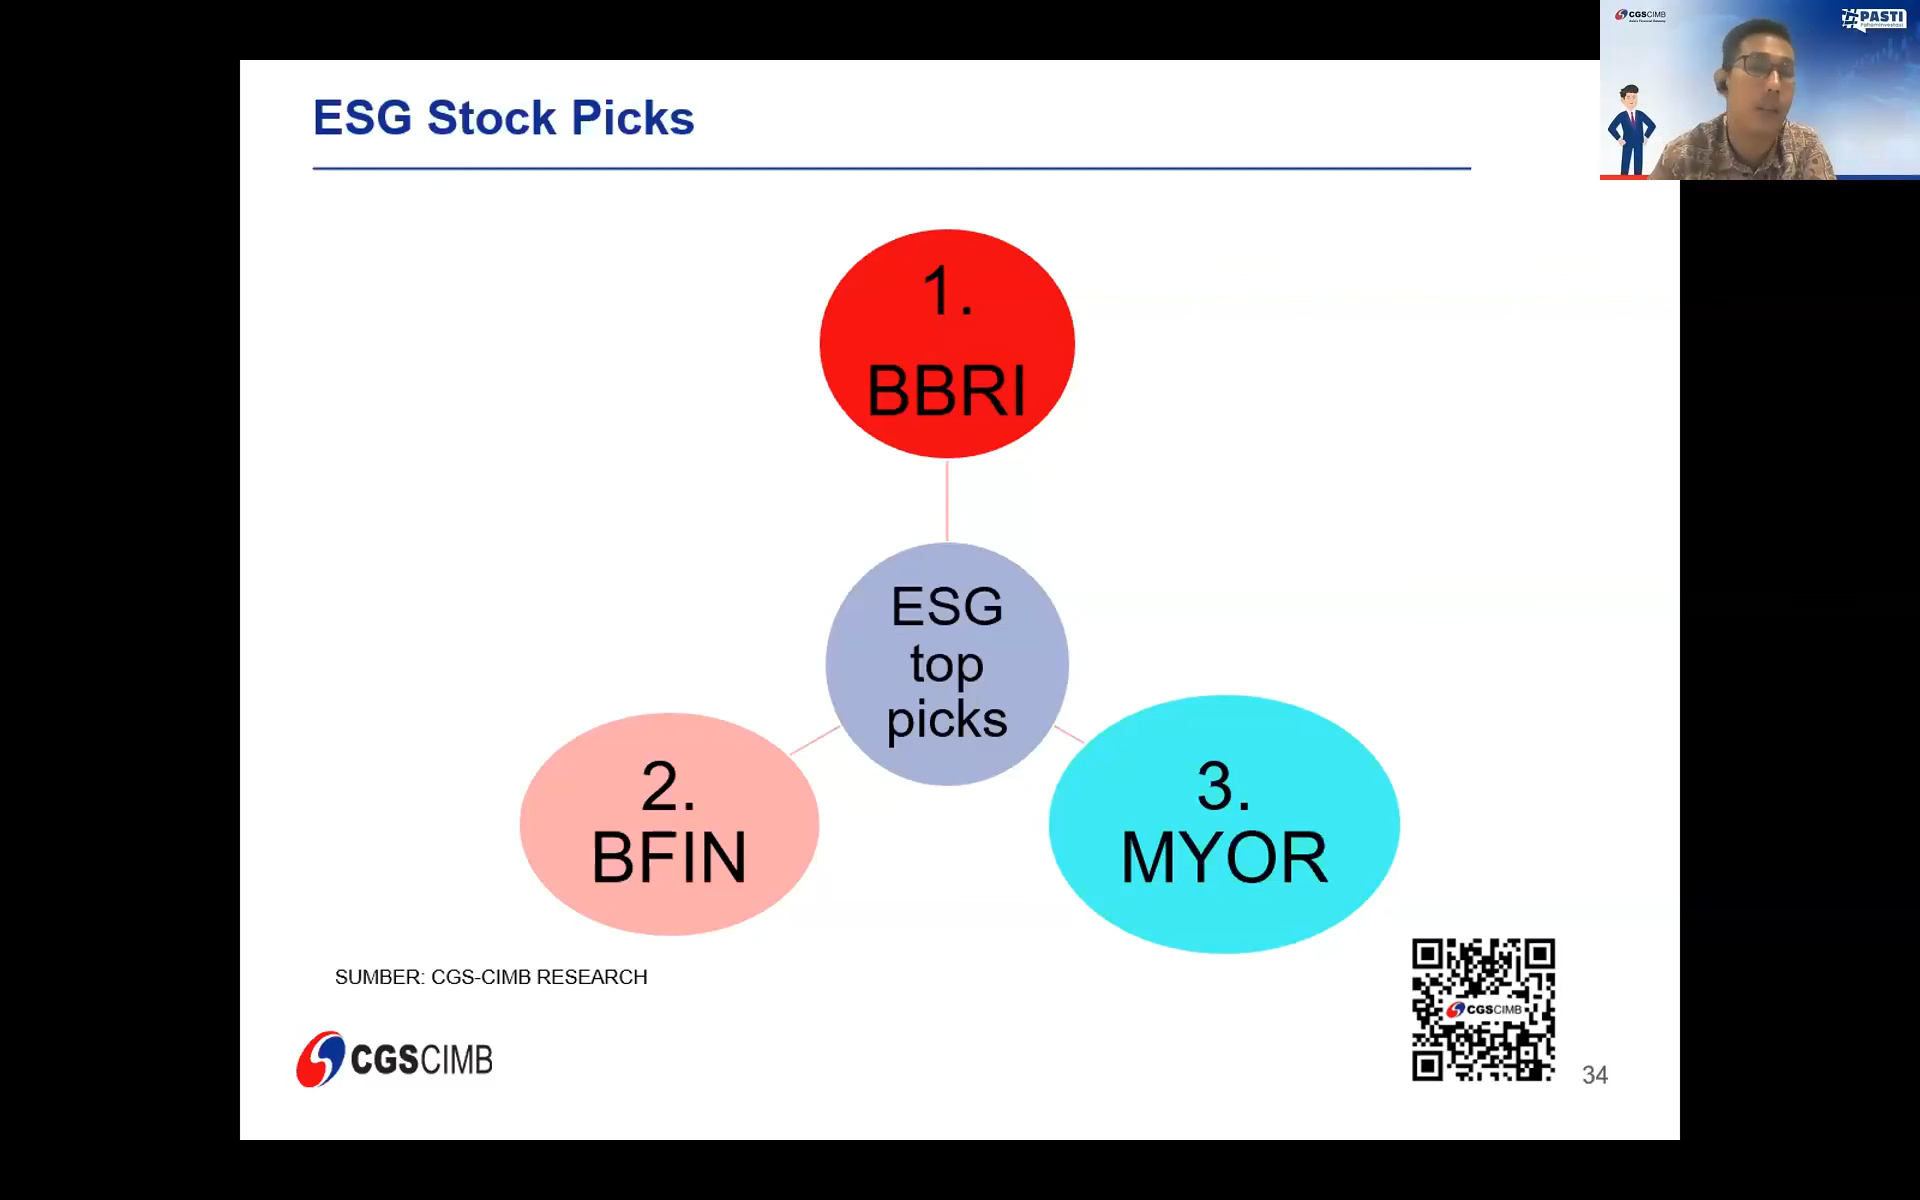 ESG Stock Picks
CGSCIMB
#PASTI
1.
BBRI
ESG
top
picks
2.
BFIN
3.
MYOR
SUMBER: CGS-CIMB RESEARCH
CGSCIMB
CGSCIMB
34